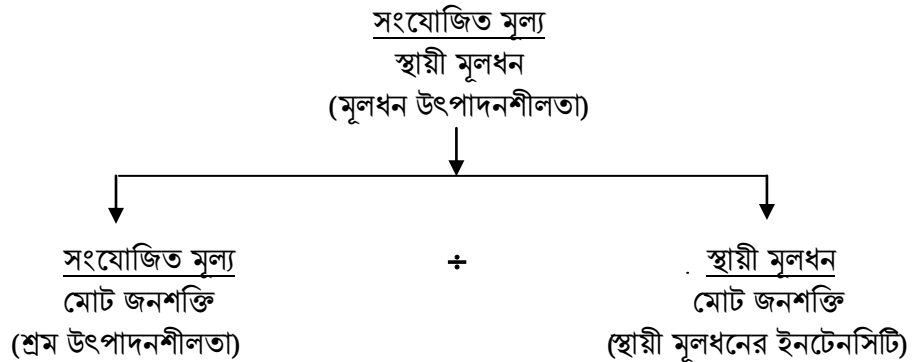 সংযোজিত মূল্য
স্থায়ী মূলধন
(মূলধন উৎপাদনশীলতা)
সংযোজিত মূল্য ÷ স্থায়ী মূলধন
মোট জনশক্তি মোট জনশক্তি
(শ্রম উৎপাদনশীলতা) (স্থায়ী মূলধনের ইনটেনসিটি)